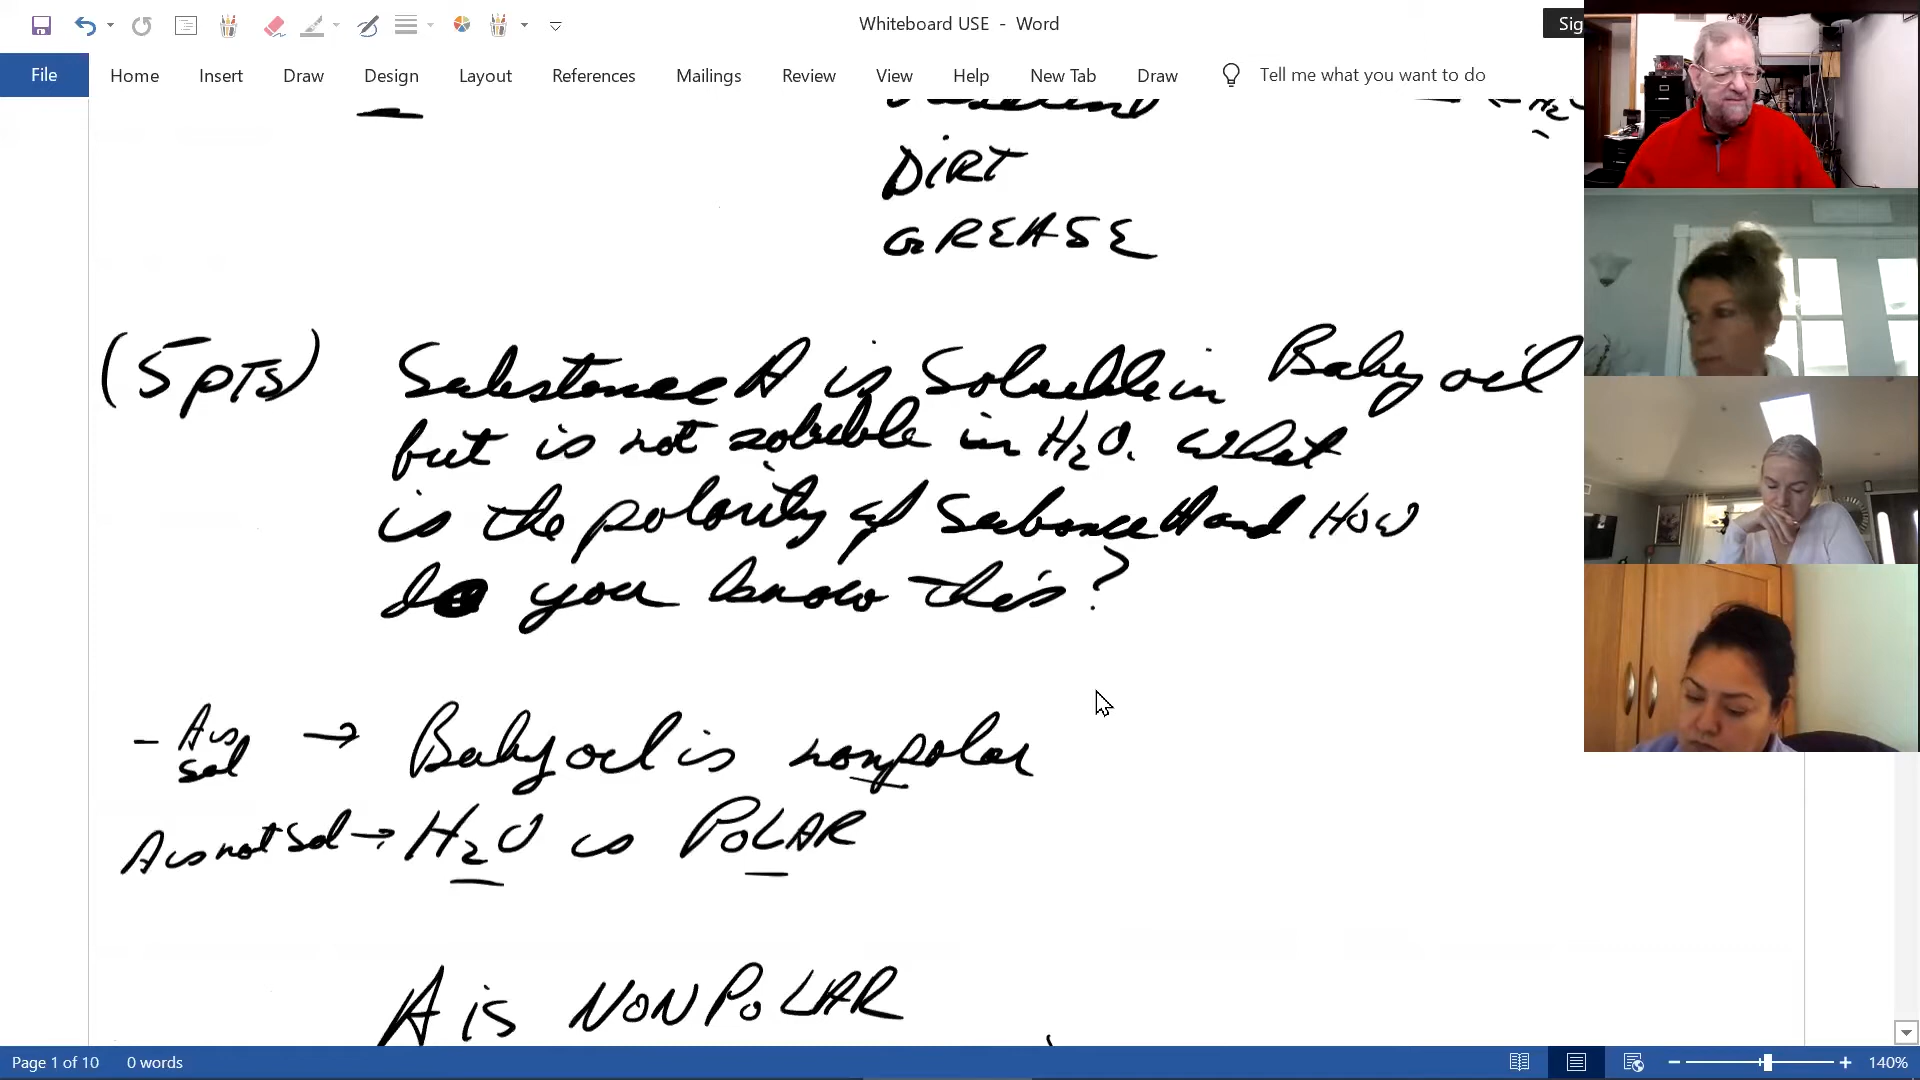 Whiteboard USE - Word
Sig
File Home Insert Draw Design Layout References Mailings Review View Help New Tab Draw Tell me what you want to do
DIRT
GREASE
(5 pTs) Substance A is Soluble in Baby oil
but is not soluble in H₂O. What
is the polarity of Subsance A and How
do you know this?
- A is sol → Baby oil is nonpolar
A is not Sol → H₂O is POLAR
A is NONPOLAR
Page 1 of 10 0 words 140%